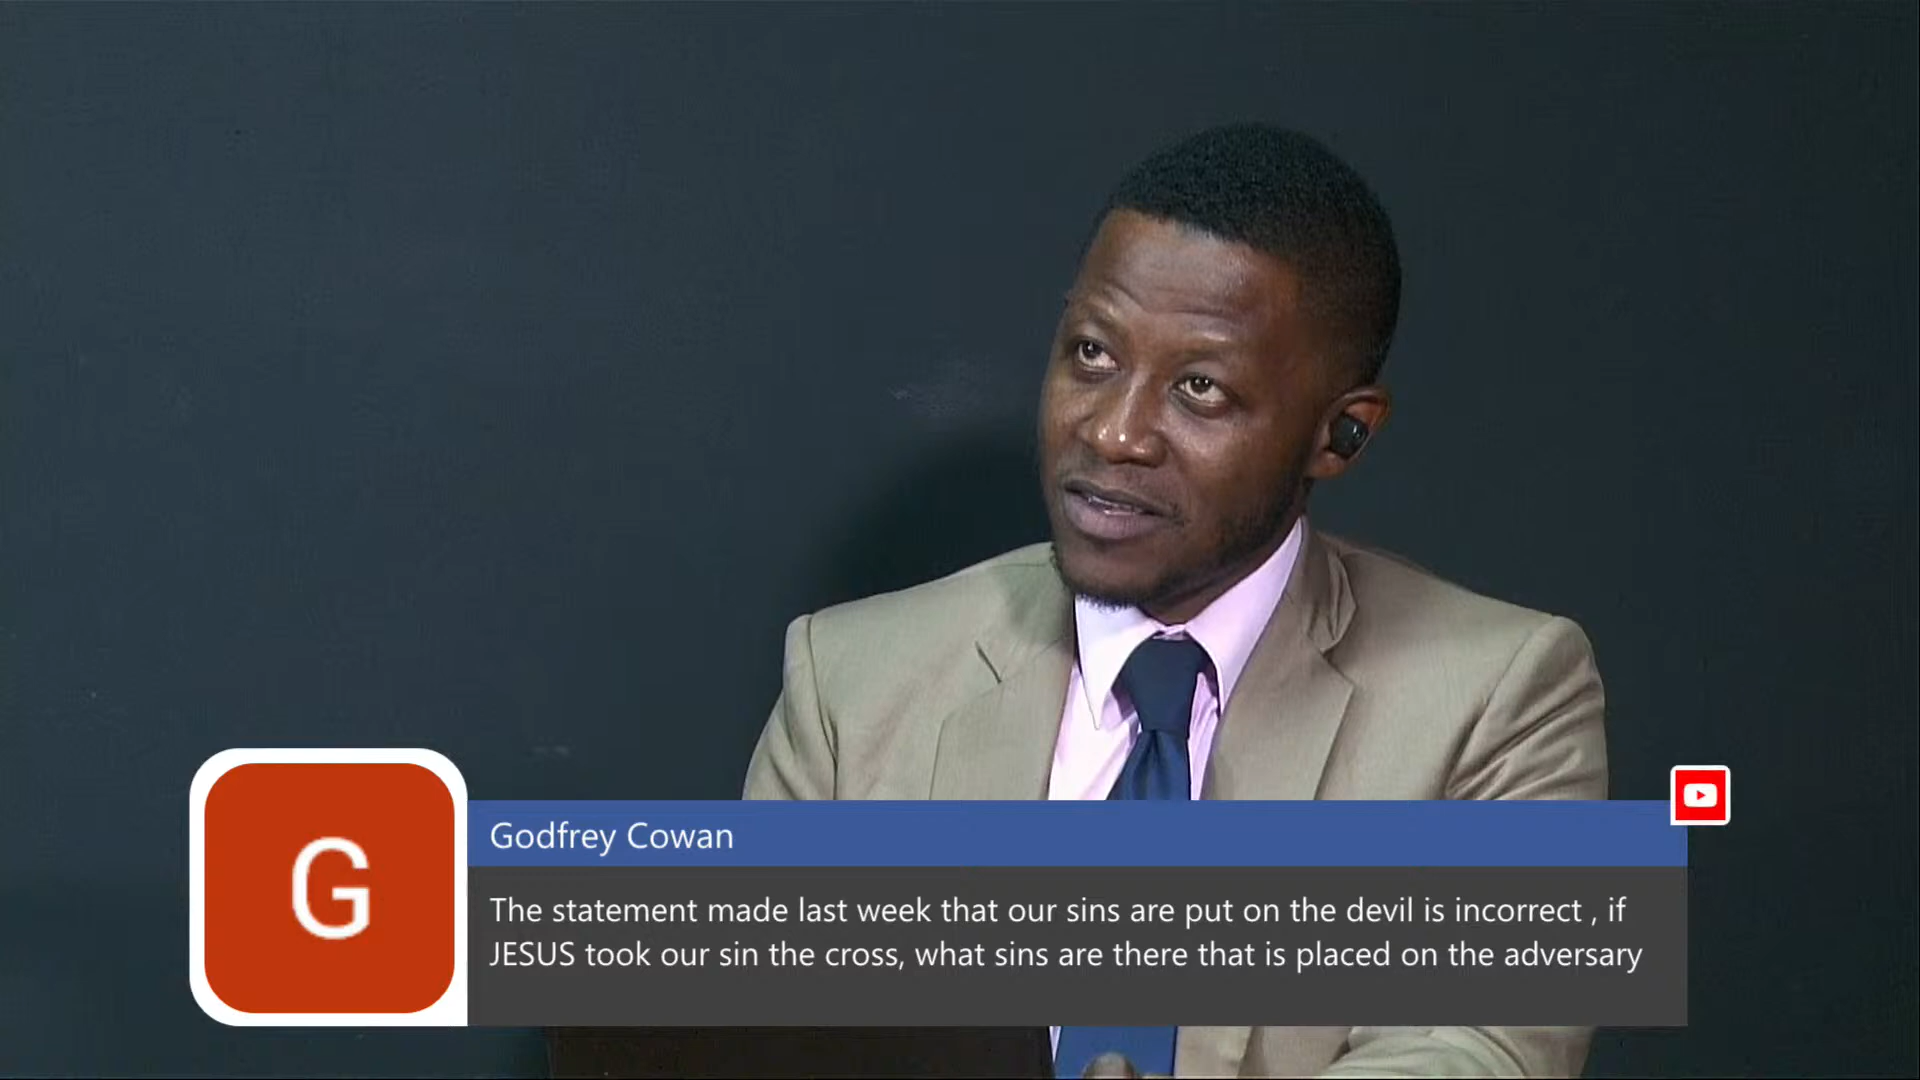 G
Godfrey Cowan
The statement made last week that our sins are put on the devil is incorrect , if
JESUS took our sin the cross, what sins are there that is placed on the adversary